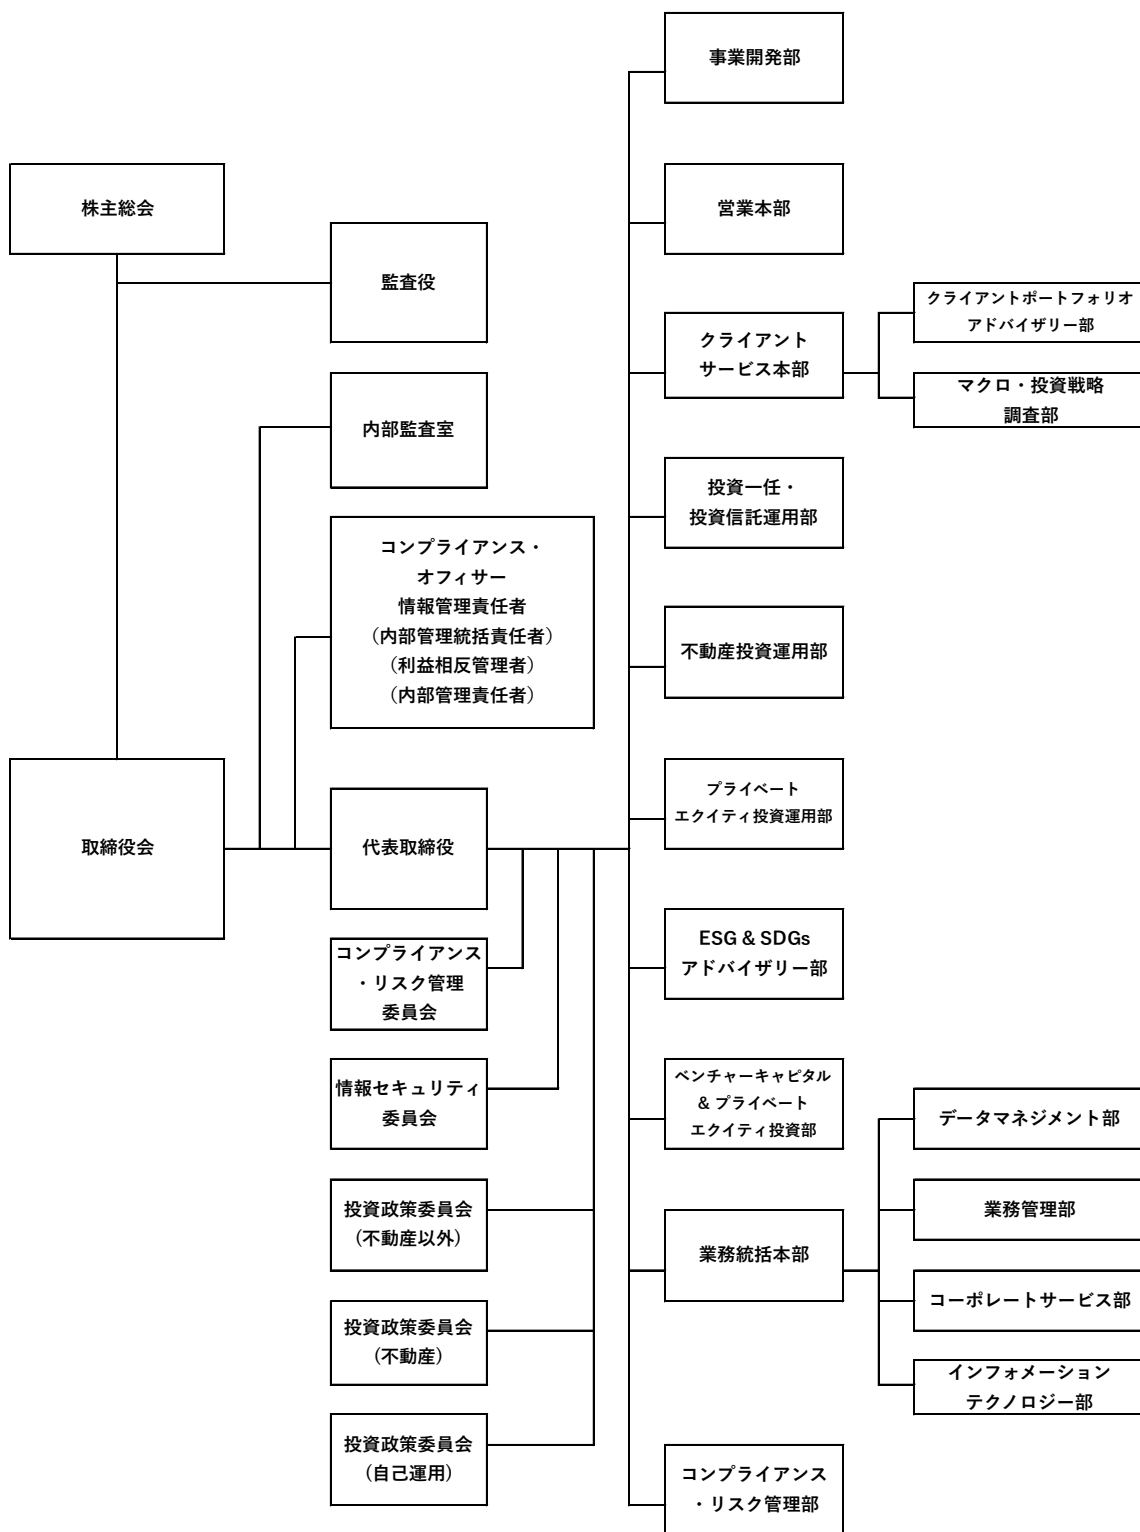 株主総会
取締役会
監査役
内部監査室
コンプライアンス・
オフィサー
情報管理責任者
（内部管理統括責任者）
（利益相反管理者）
（内部管理責任者）
代表取締役
コンプライアンス
・リスク管理
委員会
情報セキュリティ
委員会
投資政策委員会
(不動産以外)
投資政策委員会
(不動産)
投資政策委員会
(自己運用)
事業開発部
営業本部
クライアント
サービス本部
投資一任・
投資信託運用部
不動産投資運用部
プライベート
エクイティ投資運用部
ESG & SDGs
アドバイザリー部
ベンチャーキャピタル
& プライベート
エクイティ投資部
業務統括本部
コンプライアンス
・リスク管理部
クライアントポートフォリオ
アドバイザリー部
マクロ・投資戦略
調査部
データマネジメント部
業務管理部
コーポレートサービス部
インフォメーション
テクノロジー部